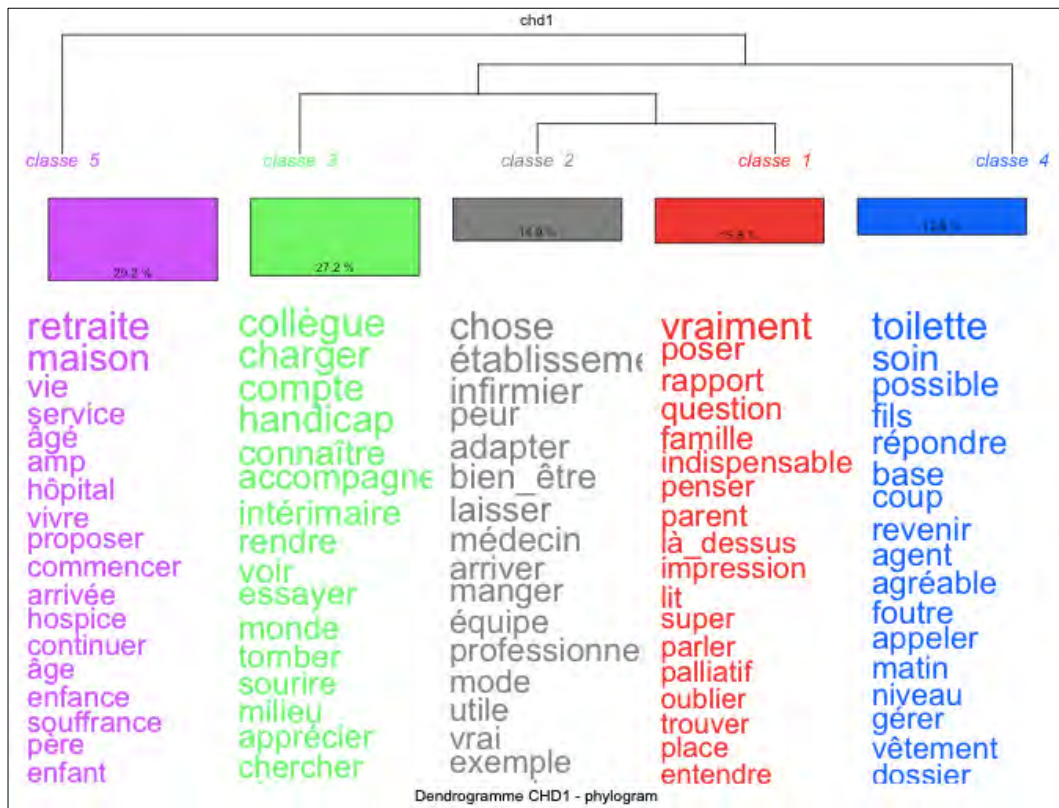 chd1
classe 5
classe 3
classe 2
classe 1
classe 4
29.2 %
27.2 %
retraite
maison
vie
service
âgé
amp
hôpital
vivre
proposer
commencer
arrivée
hospice
continuer
âge
enfance
souffrance
père
enfant
collègue
charger
compte
handicap
connaître
accompagne
intérimaire
rendre
voir
essayer
monde
tomber
sourire
milieu
apprécier
chercher
chose
établisseme
infirmier
peur
adapter
bien_être
laisser
médecin
arriver
manger
équipe
professionne
mode
utile
vrai
exemple
vraiment
poser
rapport
question
famille
indispensable
penser
parent
là_dessus
impression
lit
super
parler
palliatif
oublier
trouver
place
entendre
toilette
soin
possible
fils
répondre
base
coup
revenir
agent
agréable
foutre
appeler
matin
niveau
gérer
vêtement
dossier
Dendrogramme CHD1 - phylogram